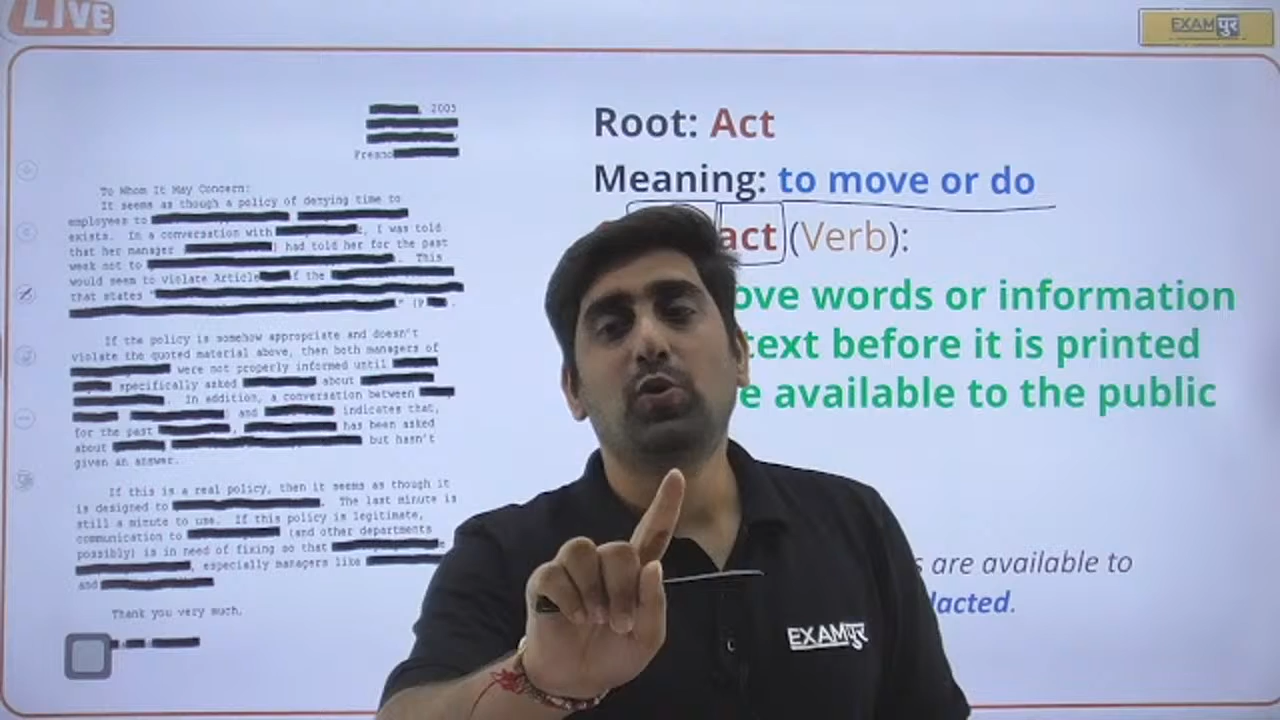 LIVE
EXAMपुर
2003
Fresno
To Whom It May Concern:
It seems as though a policy of denying time to
employees to
exists. In a conversation with , I was told
that her manager ) had told her for the past
week not to . This
would seem to violate Article f the
that states "
" (P .
If the policy is somehow appropriate and doesn't
violate the quoted material above, then both managers of
were not properly informed until
specifically asked about
. In addition, a conversation between
, and indicates that,
for the past , has been asked
about , but hasn't
given an answer.
If this is a real policy, then it seems as though it
is designed to . The last minute is
still a minute to use. If this policy is legitimate,
communication to (and other departments
possibly) is in need of fixing so that
, especially managers like
and
Thank you very much,
Root: Act
Meaning: to move or do
act (Verb):
ove words or information
text before it is printed
e available to the public
s are available to
dacted.
EXAMपुर